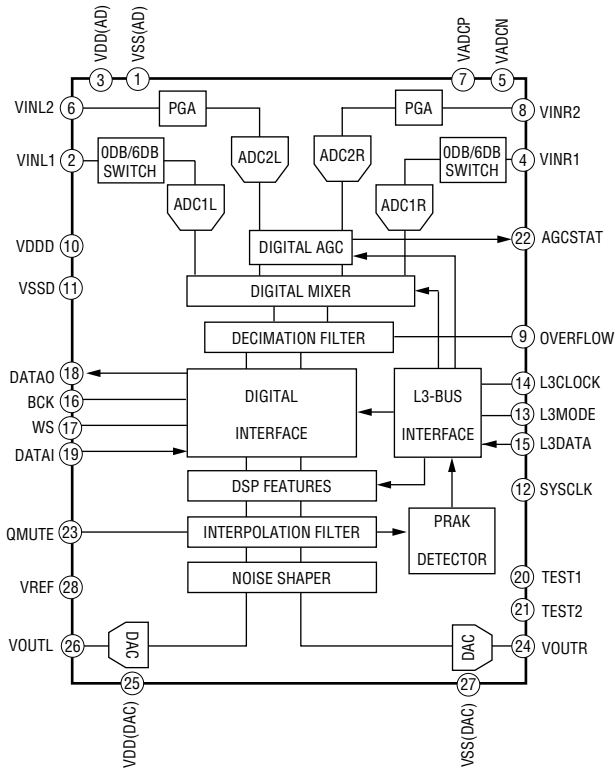 VDD(AD)
VSS(AD)
VADCP
VADCN
3
1
7
5
VINL2
6
PGA
PGA
8
VINR2
VINL1
2
0DB/6DB
SWITCH
ADC2L
ADC2R
0DB/6DB
SWITCH
4
VINR1
ADC1L
ADC1R
VDDD
10
DIGITAL AGC
22
AGCSTAT
VSSD
11
DIGITAL MIXER
DECIMATION FILTER
9
OVERFLOW
DATAO
18
BCK
16
WS
17
DATAI
19
DIGITAL
INTERFACE
L3-BUS
INTERFACE
14
L3CLOCK
13
L3MODE
15
L3DATA
DSP FEATURES
12
SYSCLK
QMUTE
23
INTERPOLATION FILTER
PRAK
DETECTOR
VREF
28
NOISE SHAPER
20
TEST1
21
TEST2
VOUTL
26
DAC
DAC
24
VOUTR
25
27
VDD(DAC)
VSS(DAC)